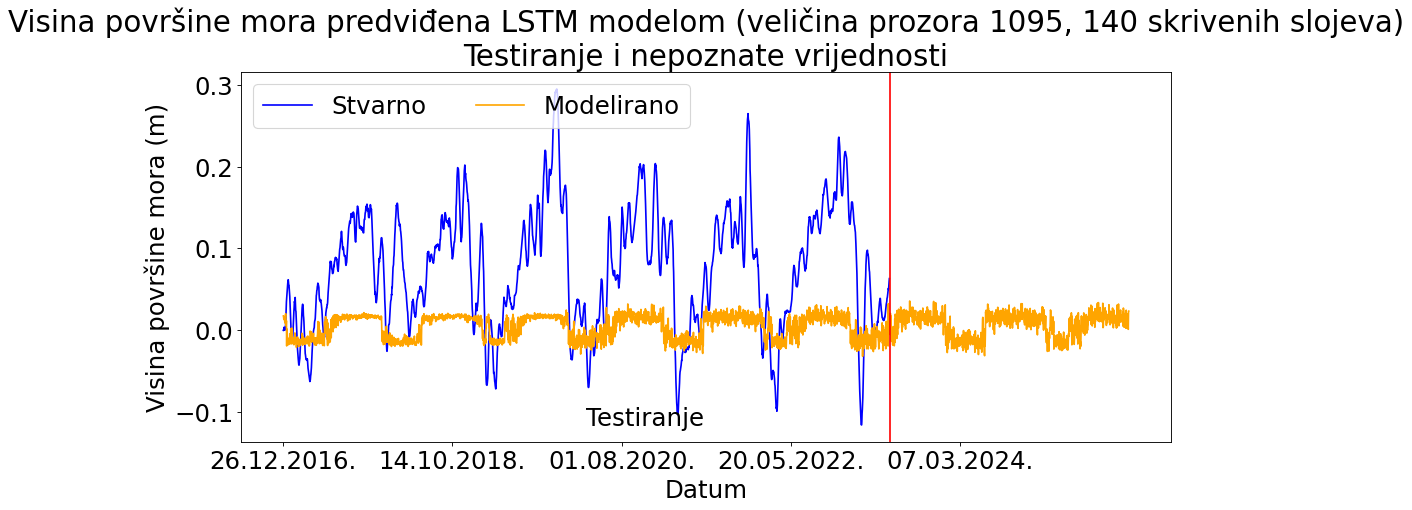 Visina površine mora predviđena LSTM modelom (veličina prozora 1095, 140 skrivenih slojeva)
Testiranje i nepoznate vrijednosti
Stvarno Modelirano
Visina površine mora (m)
0.3
0.2
0.1
0.0
−0.1
Testiranje
26.12.2016. 14.10.2018. 01.08.2020. 20.05.2022. 07.03.2024.
Datum